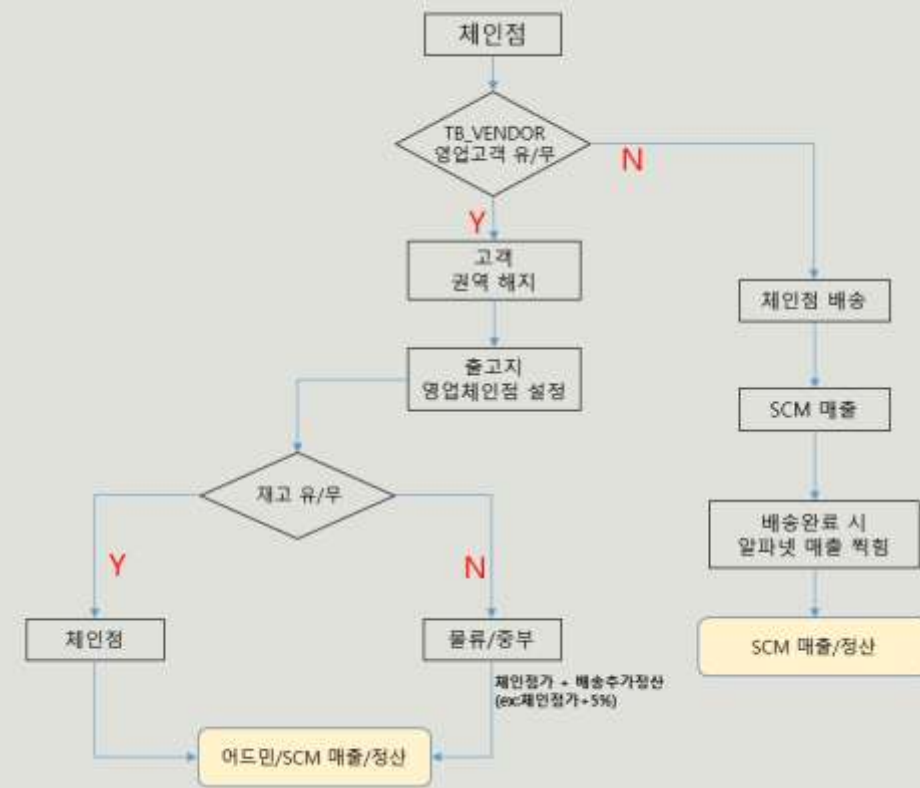 체인점
TB_VENDOR
영업고객 유/무
N
Y
고객
권역 해지
체인점 배송
출고지
영업체인점 설정
SCM 매출
재고 유/무
배송완료 시
알파넷 매출 찍힘
Y
N
체인점
물류/중부
SCM 매출/정산
체인점가 + 배송추가정산
(ex:체인점가+5%)
어드민/SCM 매출/정산